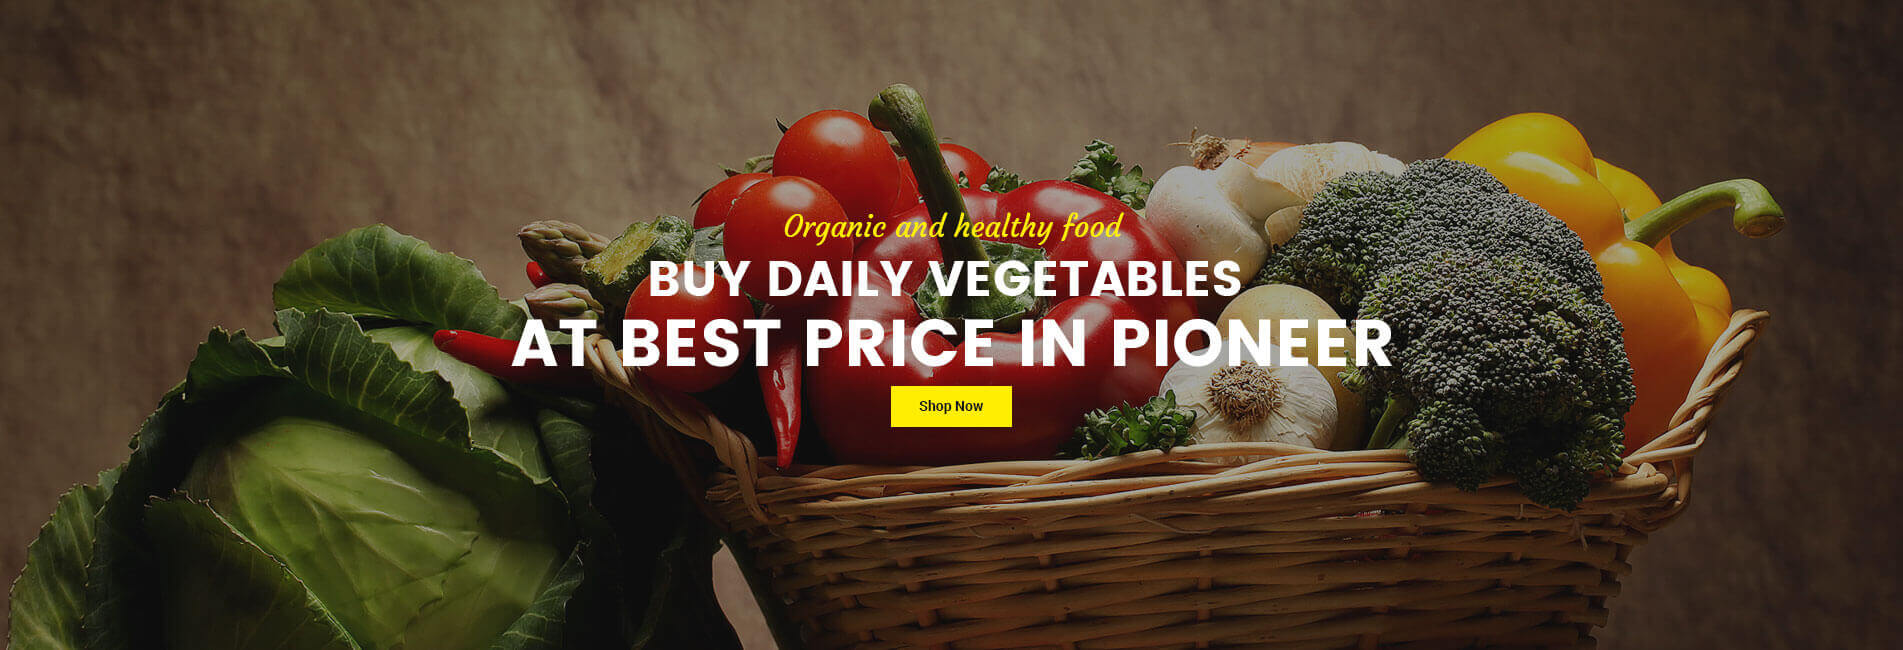 Organic and healthy food
BUY DAILY VEGETABLES
AT BEST PRICE IN PIONEER
Shop Now